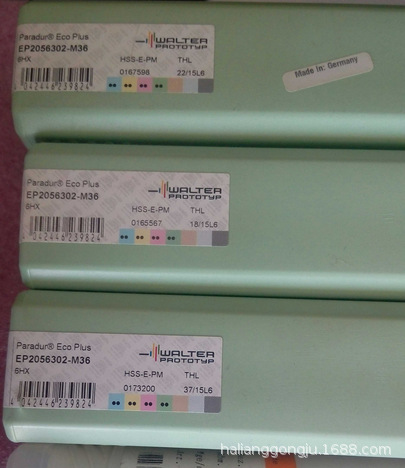 Paradur® Eco Plus
EP2056302-M36
6HX
WALTER
PROTOTYP
HSS-E-PM THL
0167598 22/15L6
4 042446 239824
Made in: Germany
Paradur® Eco Plus
EP2056302-M36
6HX
WALTER
PROTOTYP
HSS-E-PM THL
0165567 18/15L6
4 042446 239824
Paradur® Eco Plus
EP2056302-M36
6HX
WALTER
PROTOTYP
HSS-E-PM THL
0173200 37/15L6
4 042446 239824
halianggongju.1688.com